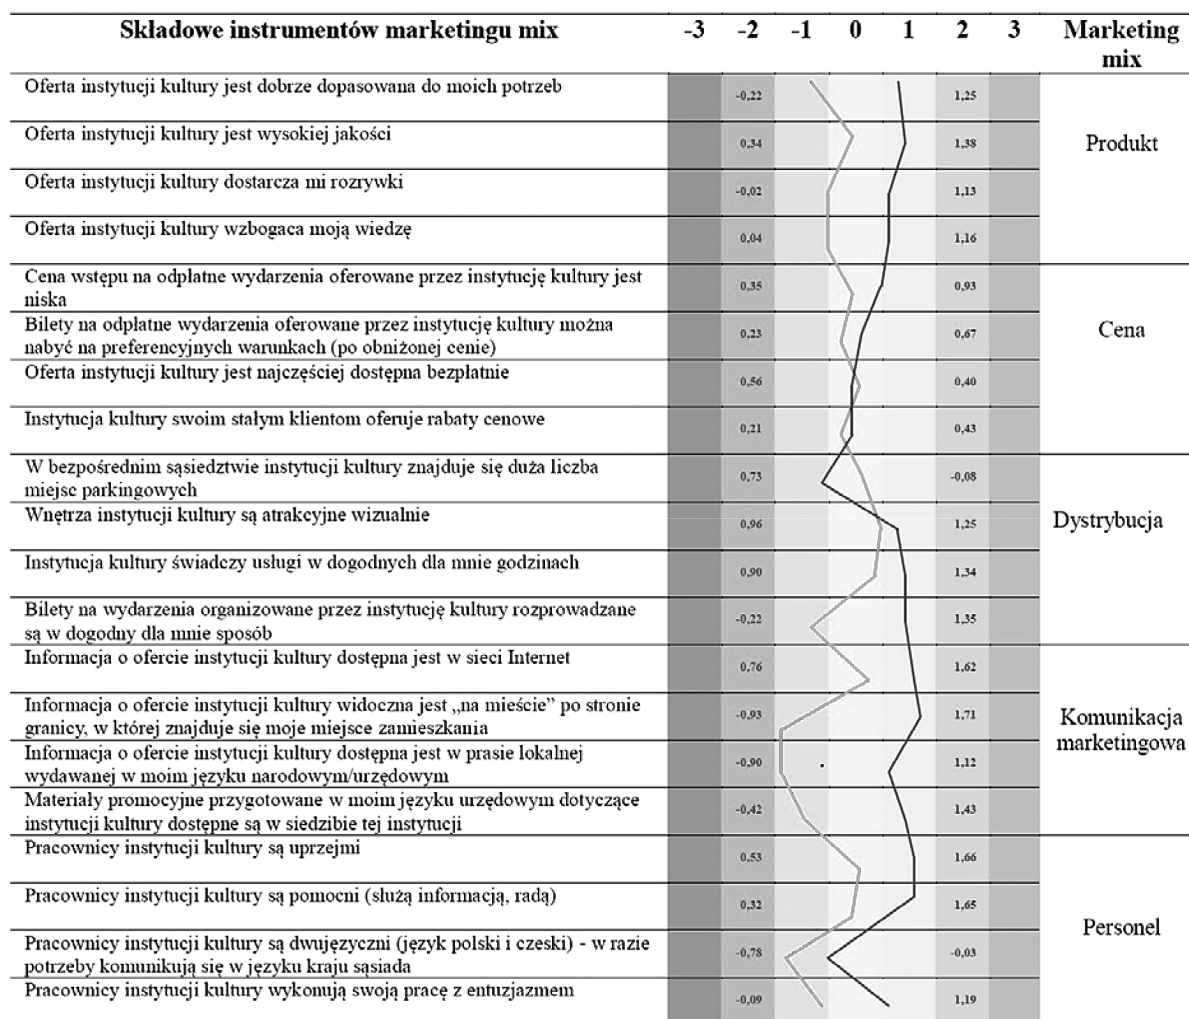 Składowe instrumentów marketingu mix -3 -2 -1 0 1 2 3 Marketing
mix
Oferta instytucji kultury jest dobrze dopasowana do moich potrzeb
-0,22 1,25
Oferta instytucji kultury jest wysokiej jakości
0,34 1,38
Produkt
Oferta instytucji kultury dostarcza mi rozrywki
-0,02 1,13
Oferta instytucji kultury wzbogaca moją wiedzę
0,04 1,16
Cena wstępu na odpłatne wydarzenia oferowane przez instytucję kultury jest
niska
0,35 0,93
Bilety na odpłatne wydarzenia oferowane przez instytucję kultury można
nabyć na preferencyjnych warunkach (po obniżonej cenie)
0,23 0,67
Cena
Oferta instytucji kultury jest najczęściej dostępna bezpłatnie
0,56 0,40
Instytucja kultury swoim stałym klientom oferuje rabaty cenowe
0,21 0,43
W bezpośrednim sąsiedztwie instytucji kultury znajduje się duża liczba
miejsc parkingowych
0,73 -0,08
Wnętrza instytucji kultury są atrakcyjne wizualnie
0,96 1,25
Dystrybucja
Instytucja kultury świadczy usługi w dogodnych dla mnie godzinach
0,90 1,34
Bilety na wydarzenia organizowane przez instytucję kultury rozprowadzane
są w dogodny dla mnie sposób
-0,22 1,35
Informacja o ofercie instytucji kultury dostępna jest w sieci Internet
0,76 1,62
Informacja o ofercie instytucji kultury widoczna jest „na mieście” po stronie
granicy, w której znajduje się moje miejsce zamieszkania
-0,93 1,71
Komunikacja
marketingowa
Informacja o ofercie instytucji kultury dostępna jest w prasie lokalnej
wydawanej w moim języku narodowym/urzędowym
-0,90 1,12
Materiały promocyjne przygotowane w moim języku urzędowym dotyczące
instytucji kultury dostępne są w siedzibie tej instytucji
-0,42 1,43
Pracownicy instytucji kultury są uprzejmi
0,53 1,66
Pracownicy instytucji kultury są pomocni (służą informacją, radą)
0,32 1,65
Personel
Pracownicy instytucji kultury są dwujęzyczni (język polski i czeski) - w razie
potrzeby komunikują się w języku kraju sąsiada
-0,78 -0,03
Pracownicy instytucji kultury wykonują swoją pracę z entuzjazmem
-0,09 1,19